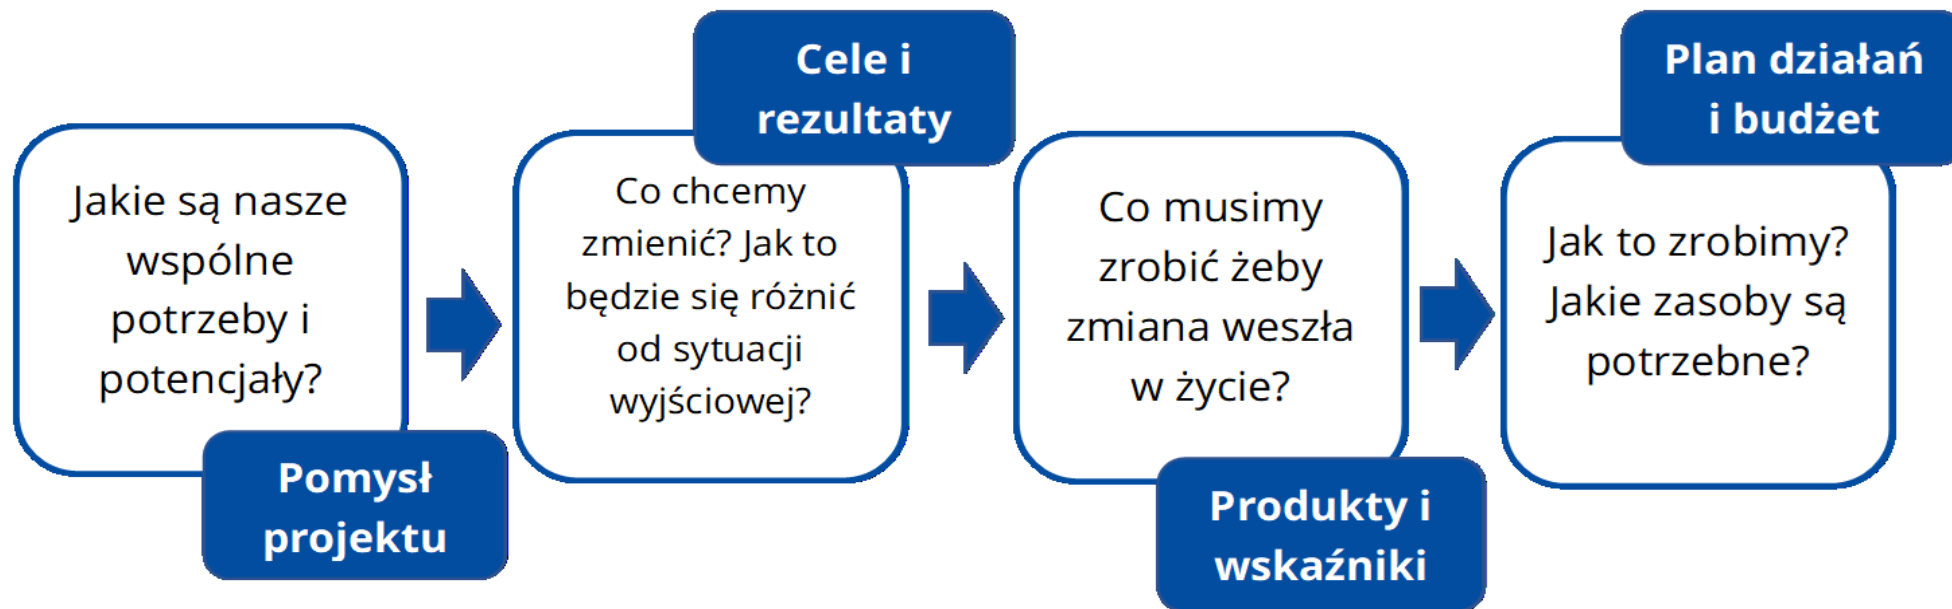 Jakie są nasze
wspólne
potrzeby i
potencjały?
Pomysł
projektu
Cele i
rezultaty
Co chcemy
zmienić? Jak to
będzie się różnić
od sytuacji
wyjściowej?
Co musimy
zrobić żeby
zmiana weszła
w życie?
Produkty i
wskaźniki
Plan działań
i budżet
Jak to zrobimy?
Jakie zasoby są
potrzebne?